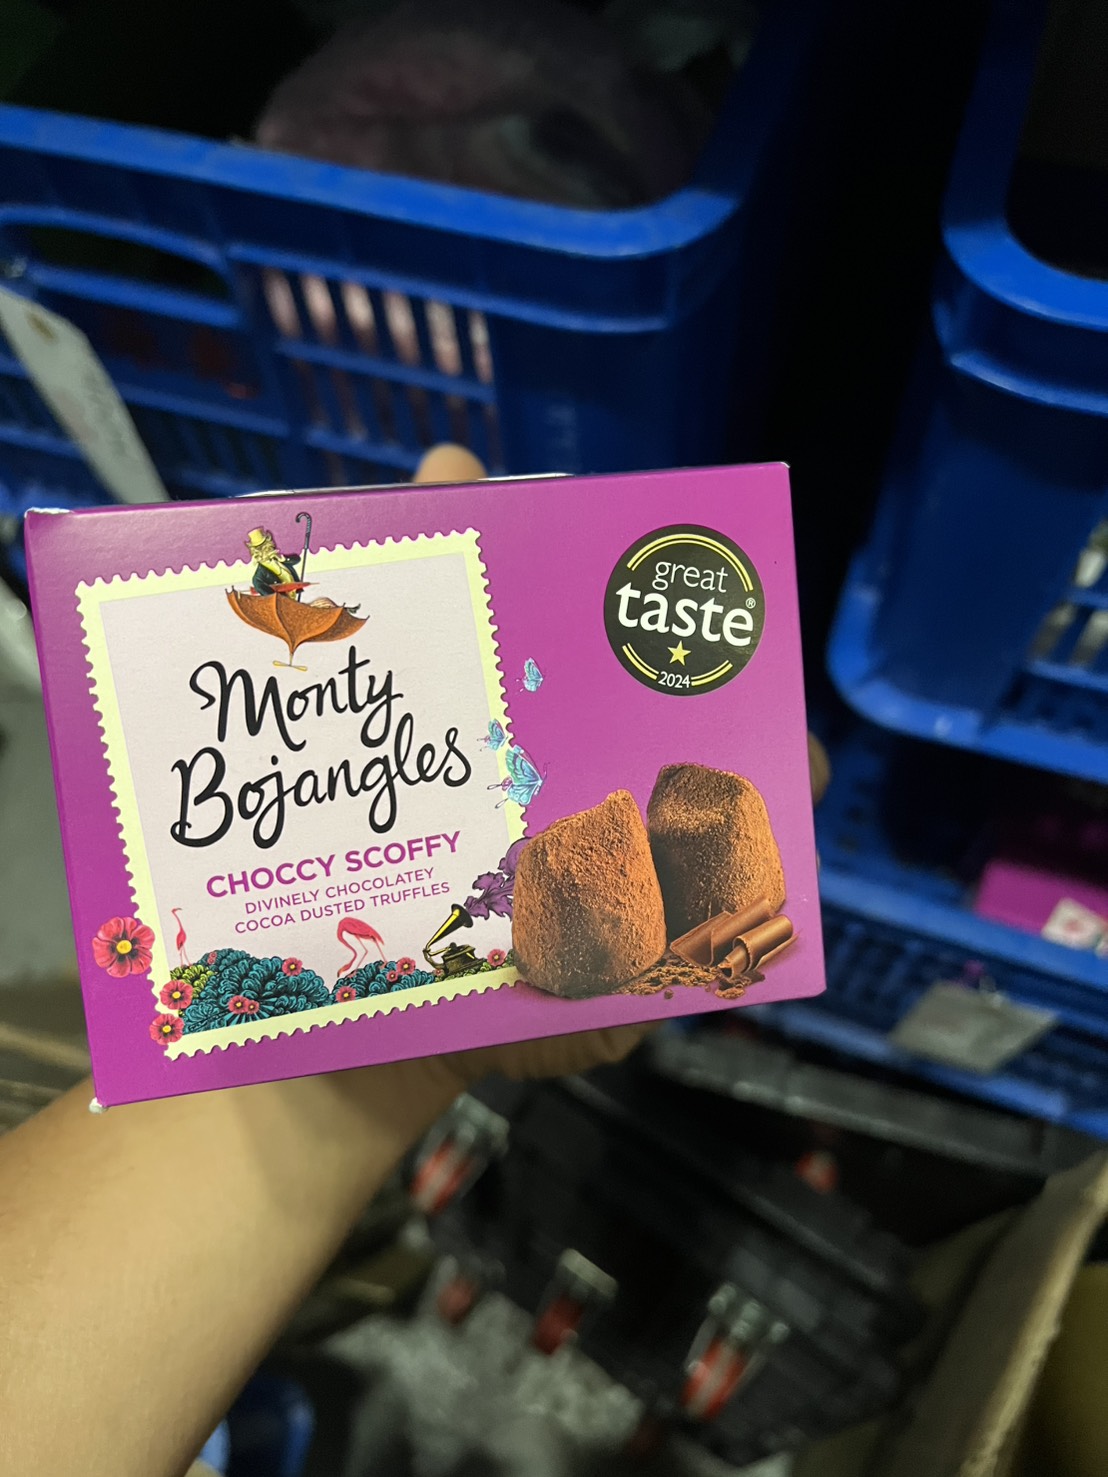 Monty
Bojangles
CHOCCY SCOFFY
DIVINELY CHOCOLATEY
COCOA DUSTED TRUFFLES
great
taste®
2024